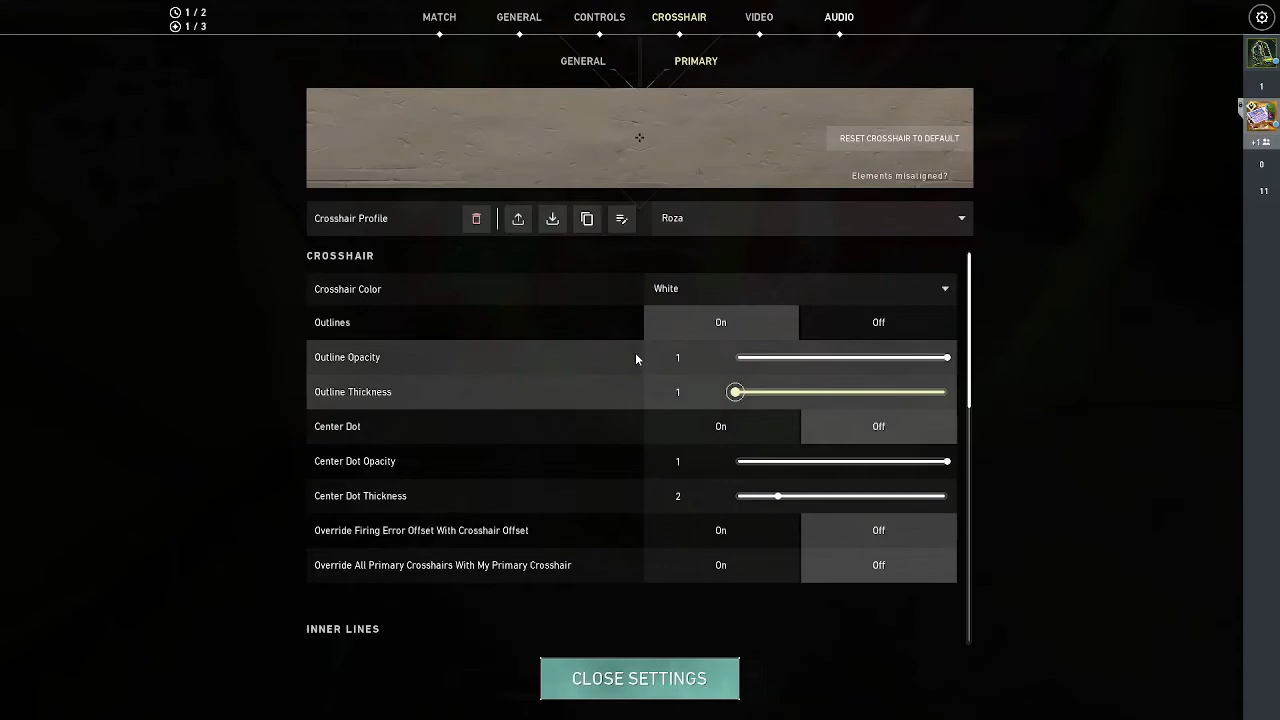 1 / 2
1 / 3
MATCH GENERAL CONTROLS CROSSHAIR VIDEO AUDIO
GENERAL PRIMARY
RESET CROSSHAIR TO DEFAULT
Elements misaligned?
Crosshair Profile Roza
CROSSHAIR
Crosshair Color White
Outlines On Off
Outline Opacity 1
Outline Thickness 1
Center Dot On Off
Center Dot Opacity 1
Center Dot Thickness 2
Override Firing Error Offset With Crosshair Offset On Off
Override All Primary Crosshairs With My Primary Crosshair On Off
INNER LINES
CLOSE SETTINGS
1
+1
0
11